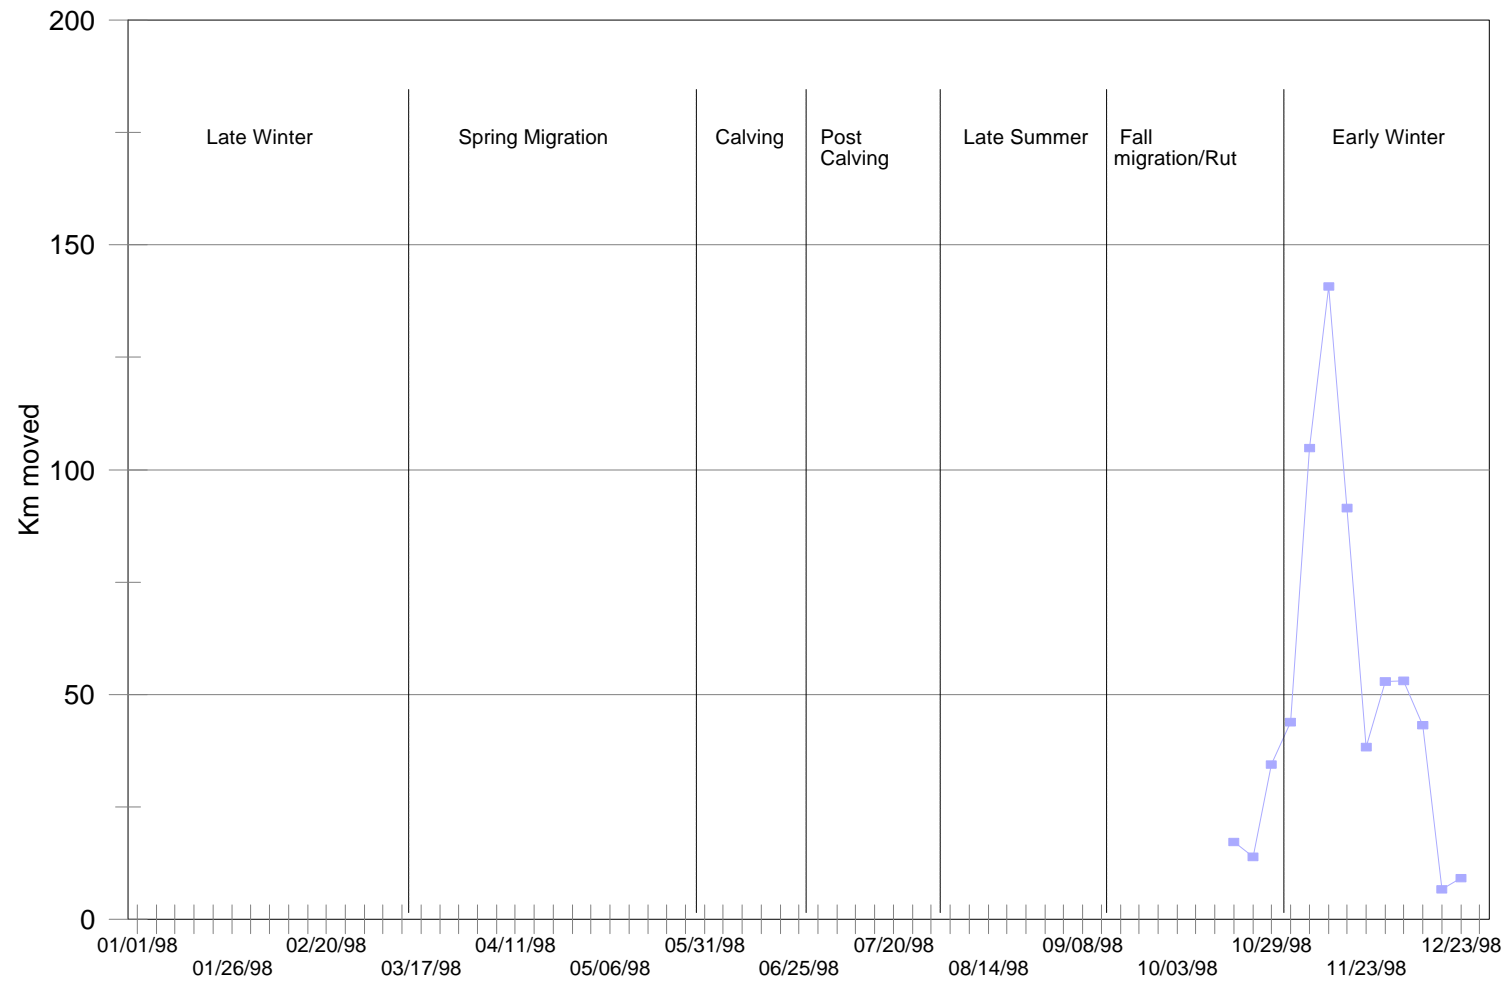 200
Late Winter
Spring Migration
Calving
Post
Calving
Late Summer
Fall
migration/Rut
Early Winter
150
100
Km moved
50
0
01/01/98
02/20/98
04/11/98
05/31/98
07/20/98
09/08/98
10/29/98
12/23/98
01/26/98
03/17/98
05/06/98
06/25/98
08/14/98
10/03/98
11/23/98